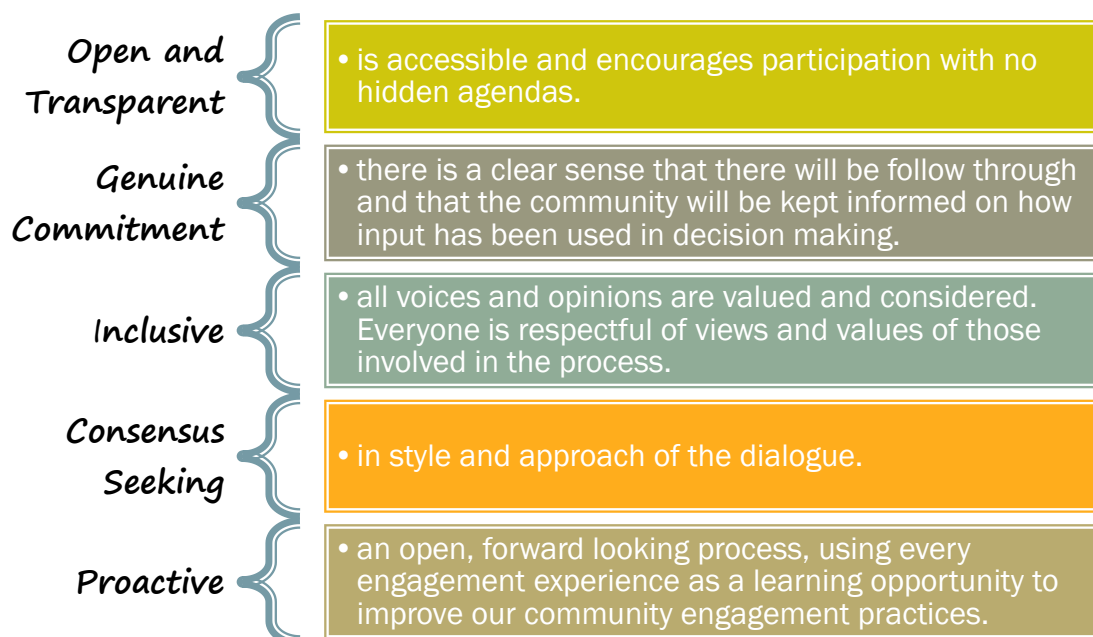 Open and
Transparent
• is accessible and encourages participation with no
hidden agendas.
Genuine
Commitment
• there is a clear sense that there will be follow through
and that the community will be kept informed on how
input has been used in decision making.
Inclusive
• all voices and opinions are valued and considered.
Everyone is respectful of views and values of those
involved in the process.
Consensus
Seeking
• in style and approach of the dialogue.
Proactive
• an open, forward looking process, using every
engagement experience as a learning opportunity to
improve our community engagement practices.